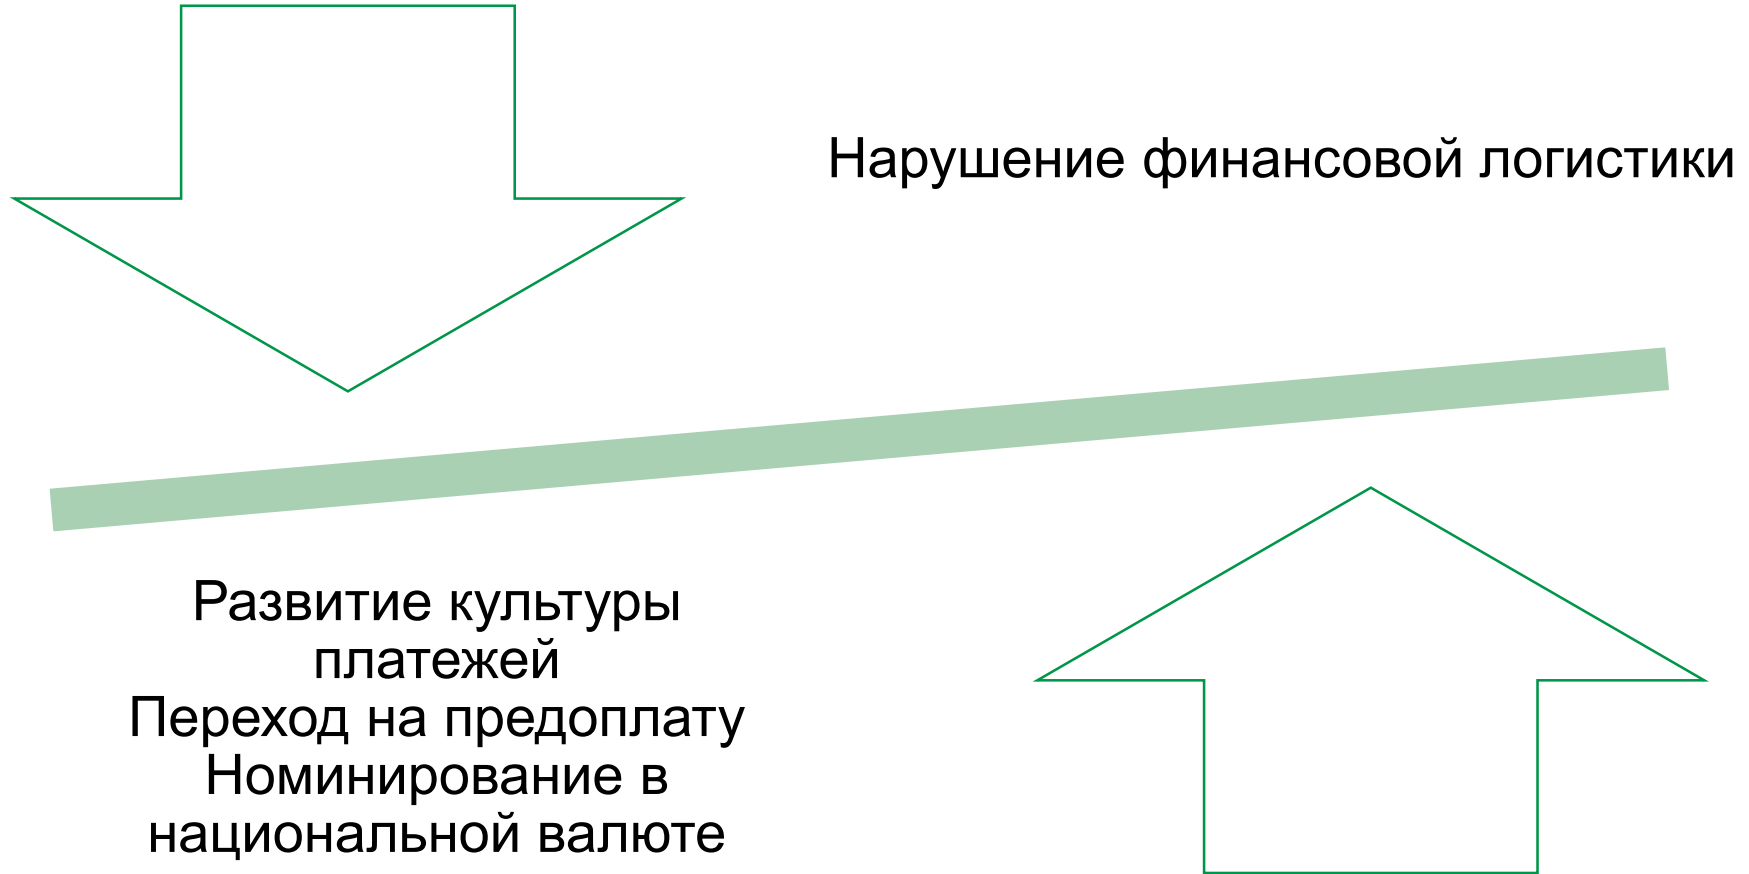 Нарушение финансовой логистики
Развитие культуры
платежей
Переход на предоплату
Номинирование в
национальной валюте